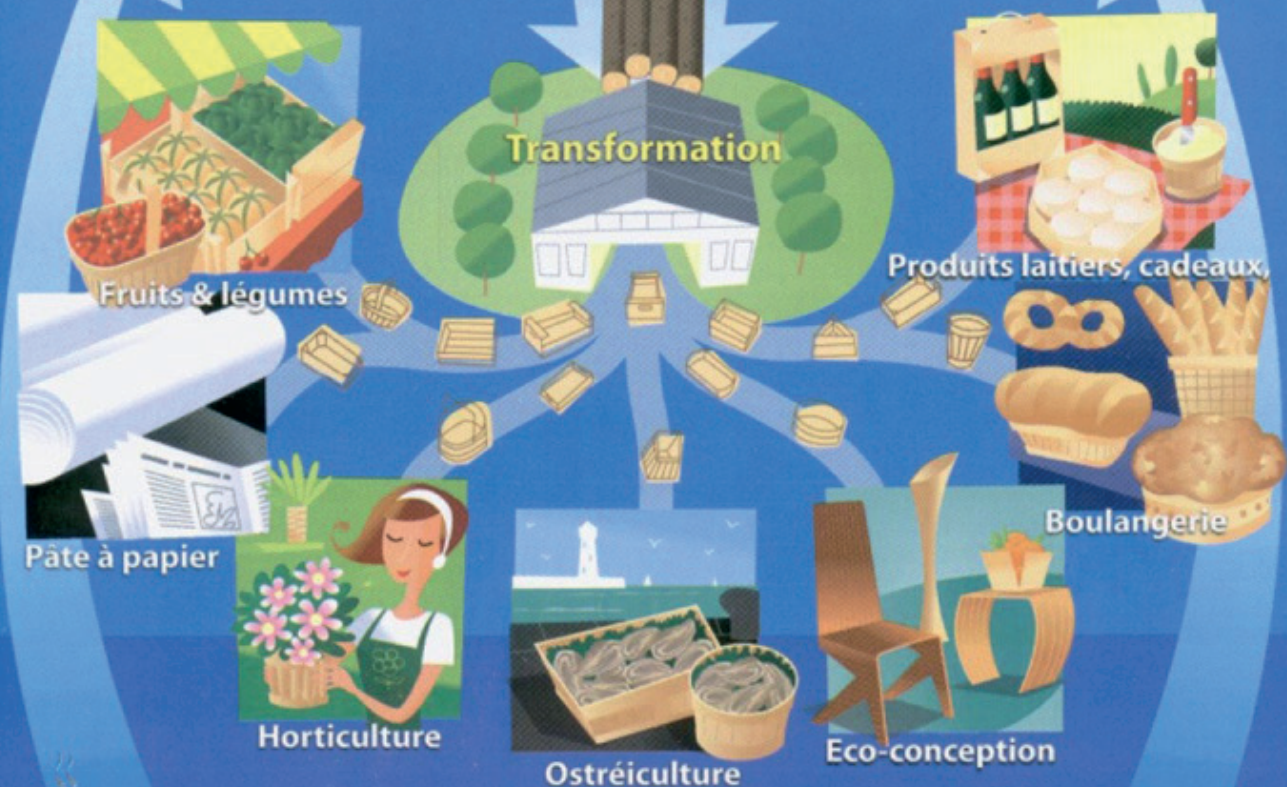 Transformation
Fruits & légumes
Produits laitiers, cadeaux,
Pâte à papier
Boulangerie
Horticulture
Ostréiculture
Eco-conception